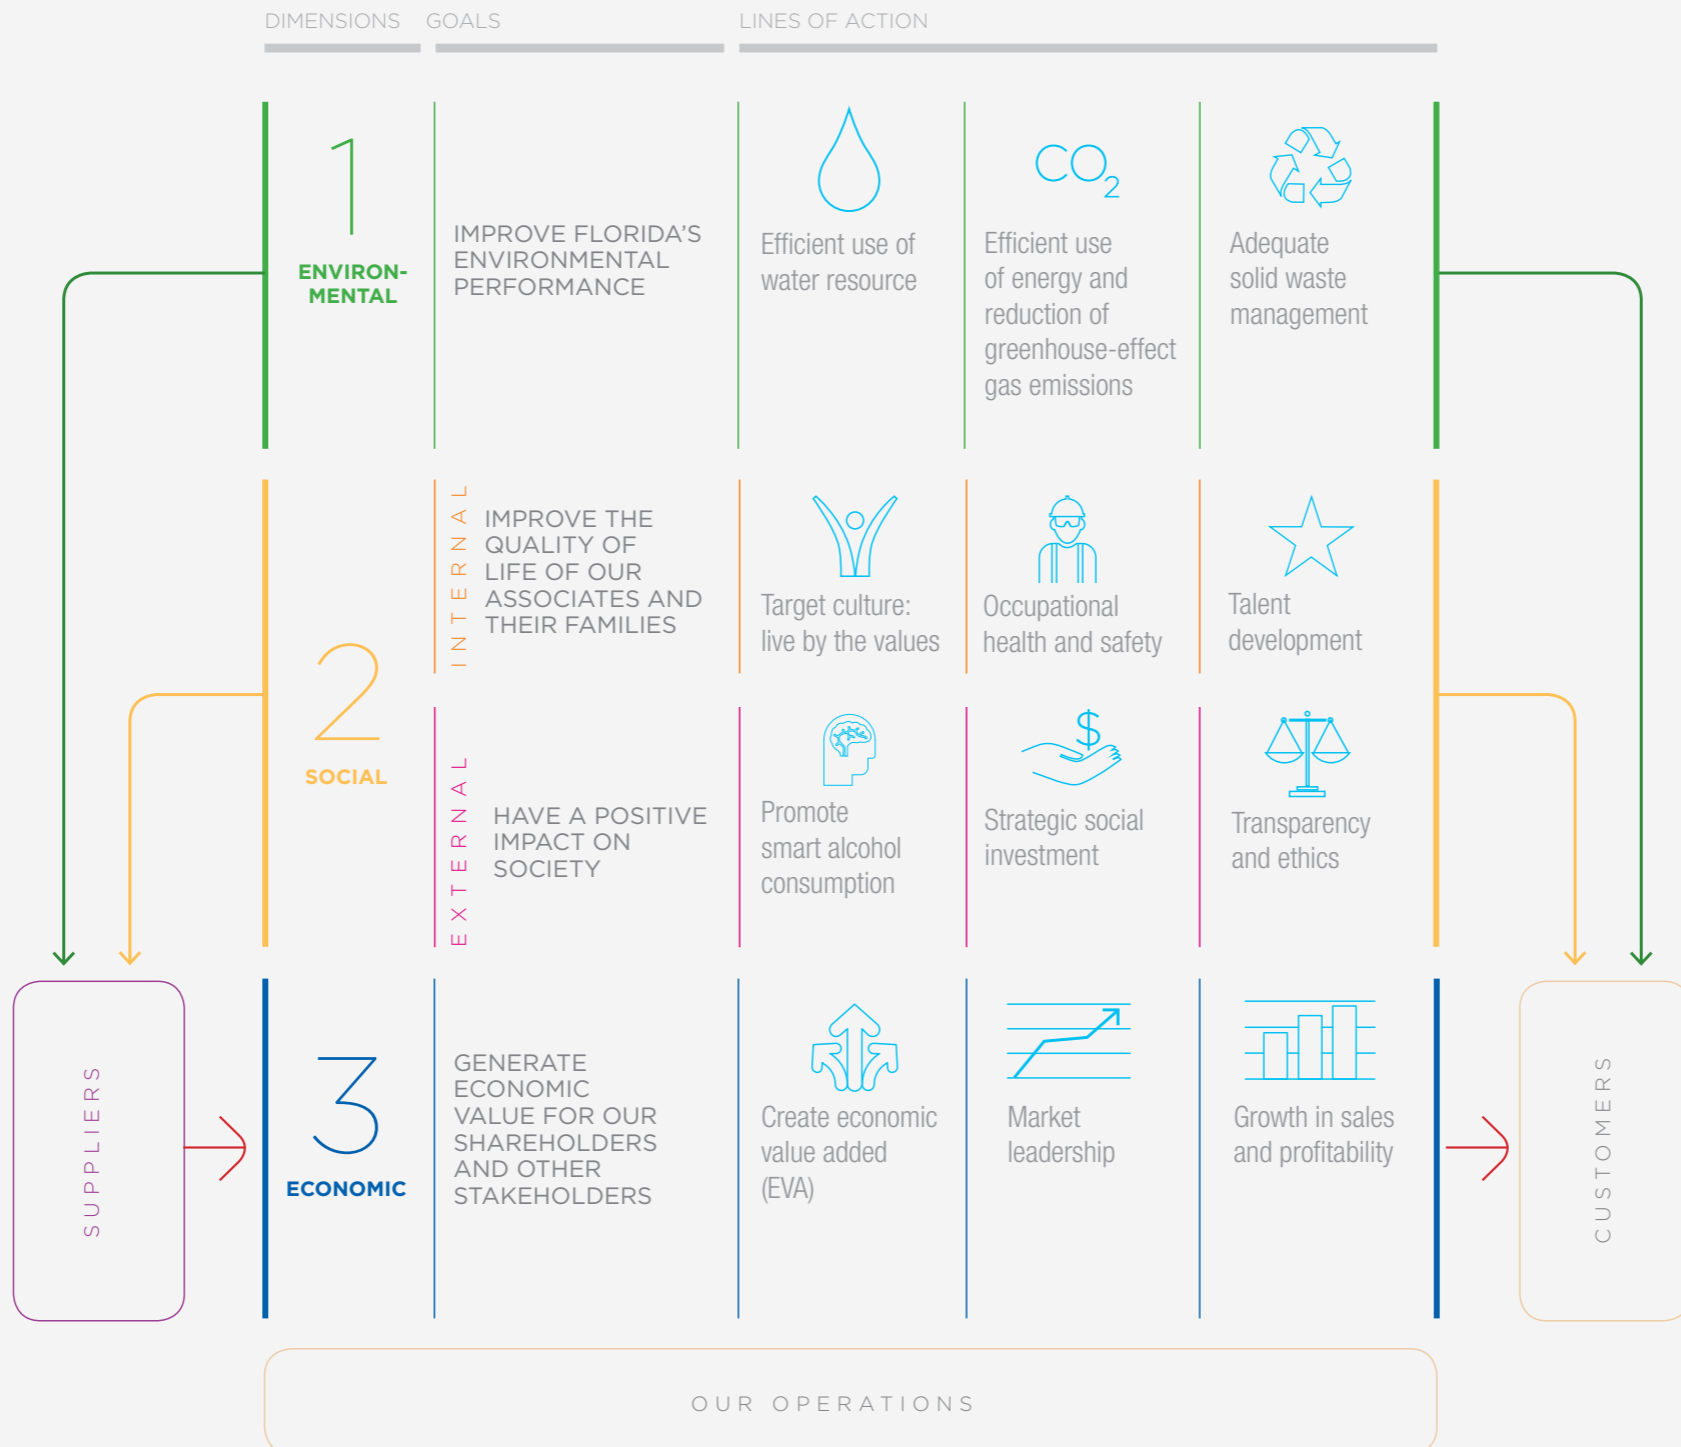 DIMENSIONS
GOALS
LINES OF ACTION
1
ENVIRON-
MENTAL
IMPROVE FLORIDA'S
ENVIRONMENTAL
PERFORMANCE
Efficient use of
water resource
CO2
Efficient use
of energy and
reduction of
greenhouse-effect
gas emissions
Adequate
solid waste
management
2
SOCIAL
INTERNAL
IMPROVE THE
QUALITY OF
LIFE OF OUR
ASSOCIATES AND
THEIR FAMILIES
Target culture:
live by the values
Occupational
health and safety
Talent
development
EXTERNAL
HAVE A POSITIVE
IMPACT ON
SOCIETY
Promote
smart alcohol
consumption
$
Strategic social
investment
Transparency
and ethics
SUPPLIERS
3
ECONOMIC
GENERATE
ECONOMIC
VALUE FOR OUR
SHAREHOLDERS
AND OTHER
STAKEHOLDERS
Create economic
value added
(EVA)
Market
leadership
Growth in sales
and profitability
CUSTOMERS
OUR OPERATIONS